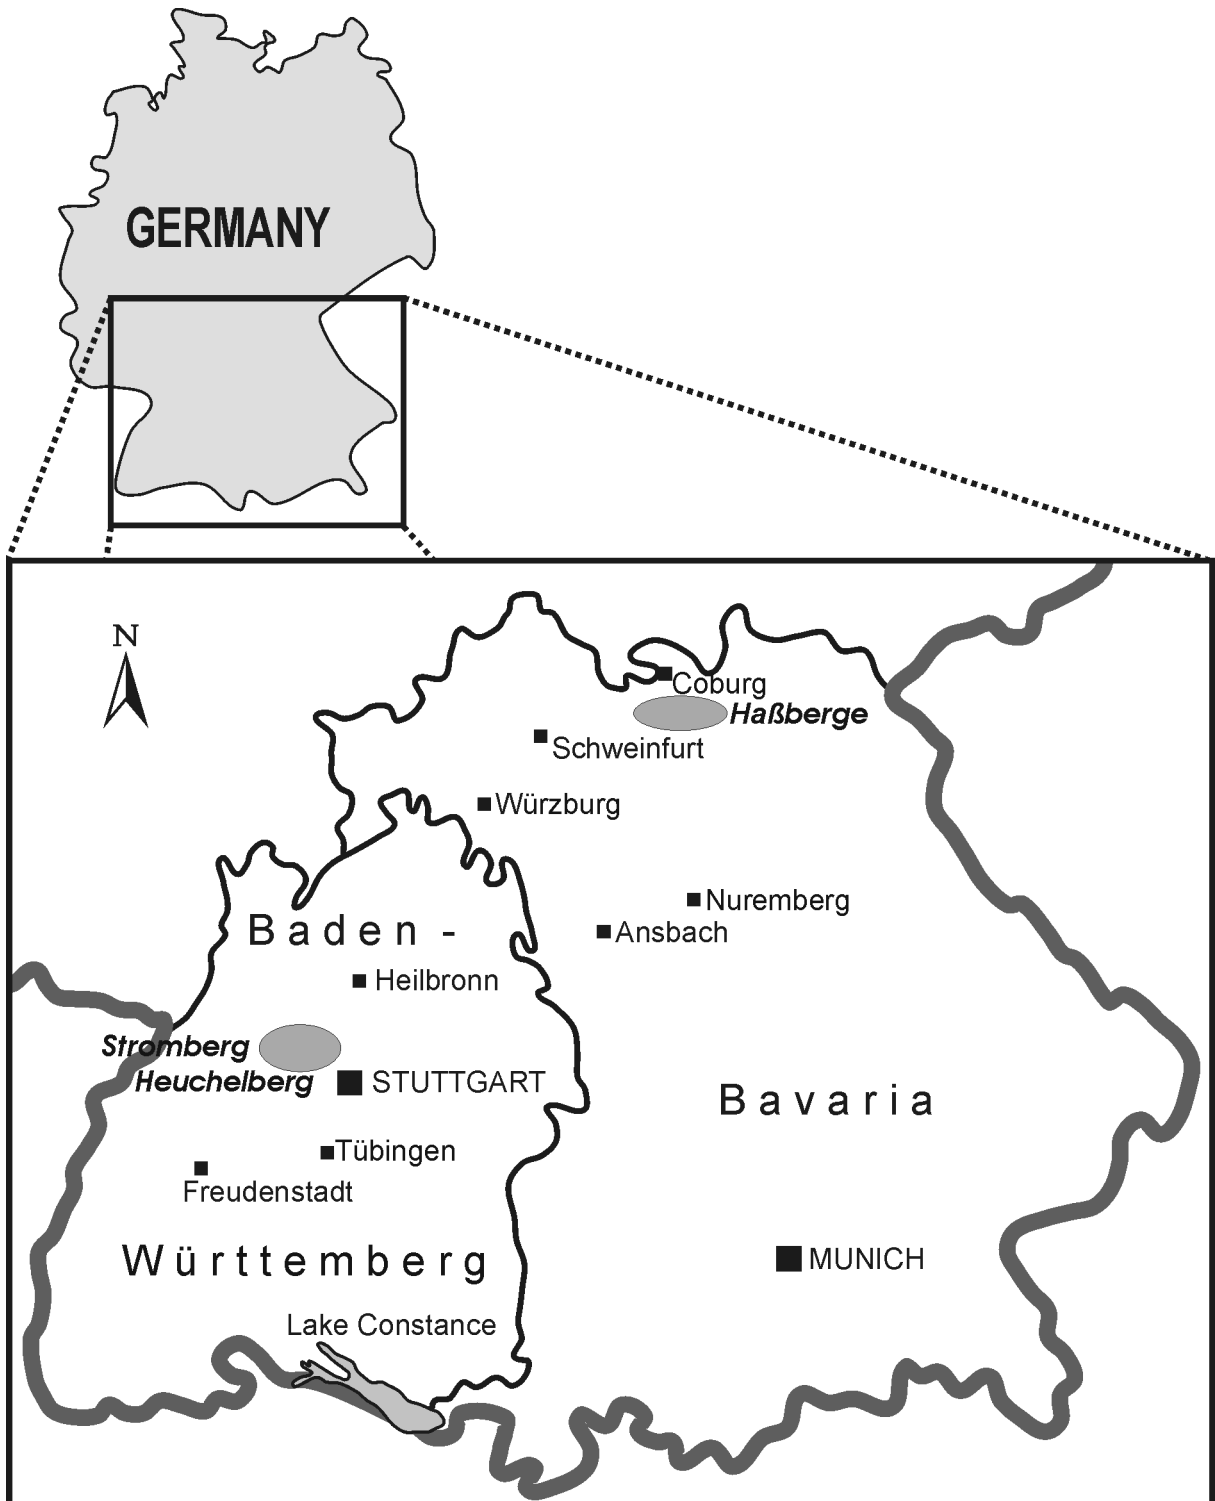 GERMANY
N
Coburg
Haßberge
Schweinfurt
Würzburg
Nuremberg
Baden -
Ansbach
Heilbronn
Stromberg
Heuchelberg
STUTTGART
Bavaria
Tübingen
Freudenstadt
Württemberg
MUNICH
Lake Constance